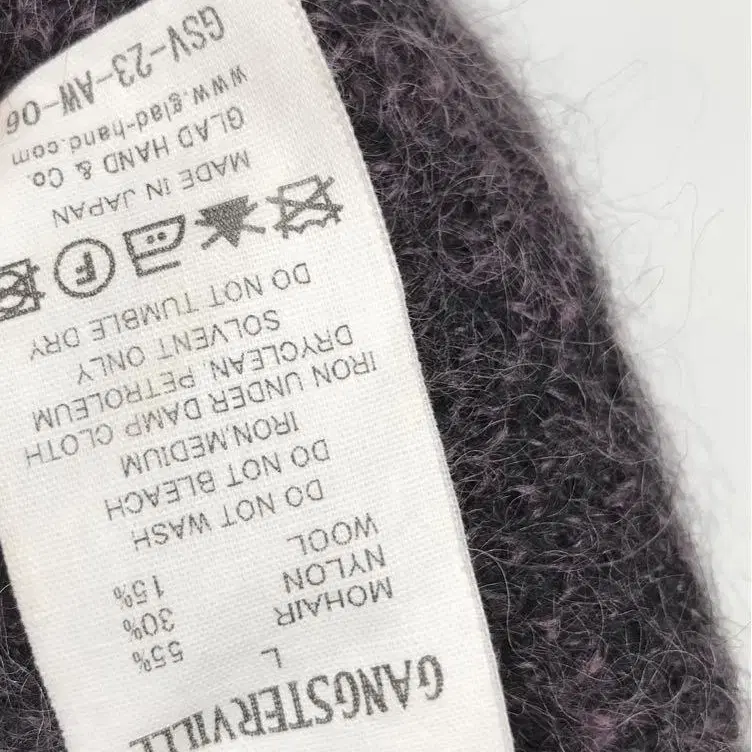 GANGSTERVILLE
L
MOHAIR 55%
NYLON 30%
WOOL 15%
DO NOT WASH
DO NOT BLEACH
IRON.MEDIUM
IRON UNDER DAMP CLOTH
DRYCLEAN, PETROLEUM
SOLVENT ONLY
DO NOT TUMBLE DRY
F
MADE IN JAPAN
GLAD HAND & Co.
www.glad-hand.com
GSV-23-AW-06